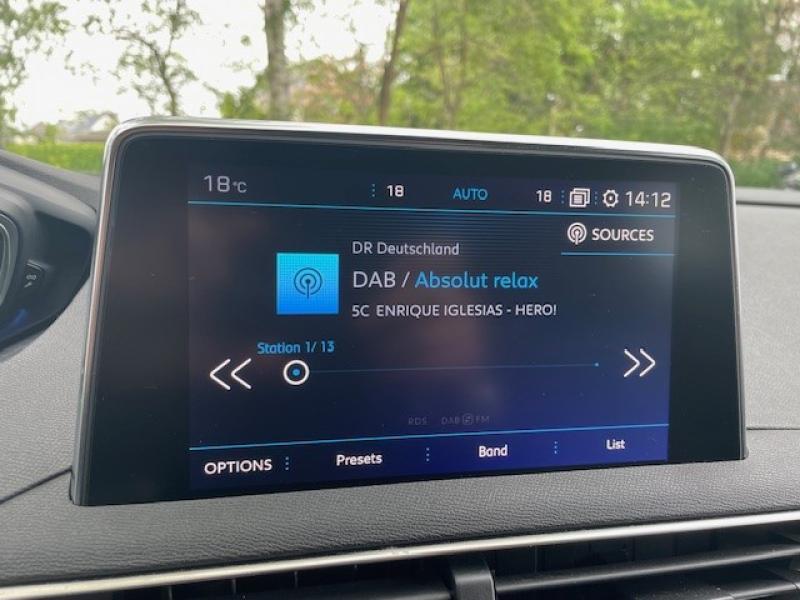 18°C 18 AUTO 18 14:12
SOURCES
DR Deutschland
DAB / Absolut relax
5C ENRIQUE IGLESIAS - HERO!
Station 1/ 13
RDS DAB FM
OPTIONS Presets Band List